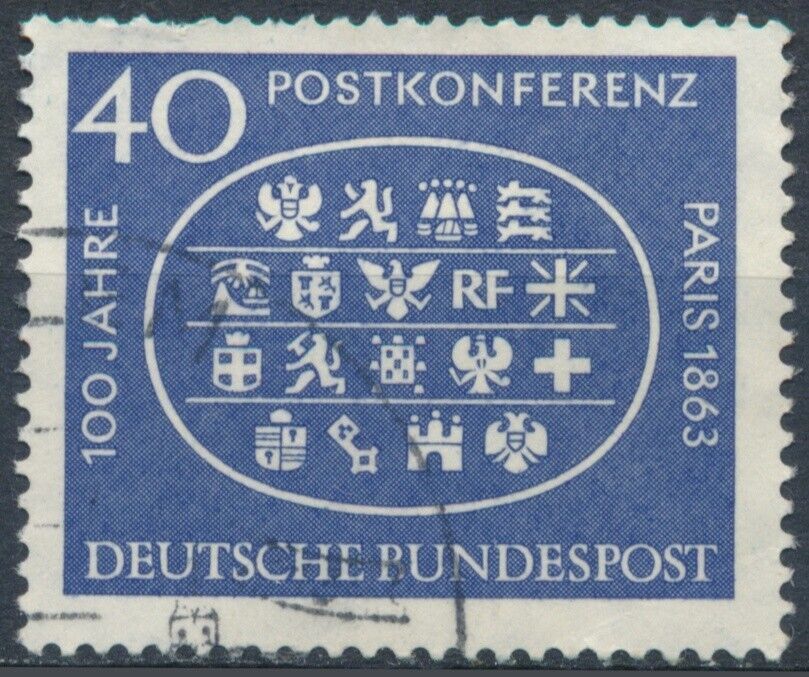 40
POSTKONFERENZ
100 JAHRE
PARIS 1863
RF
DEUTSCHE BUNDESPOST